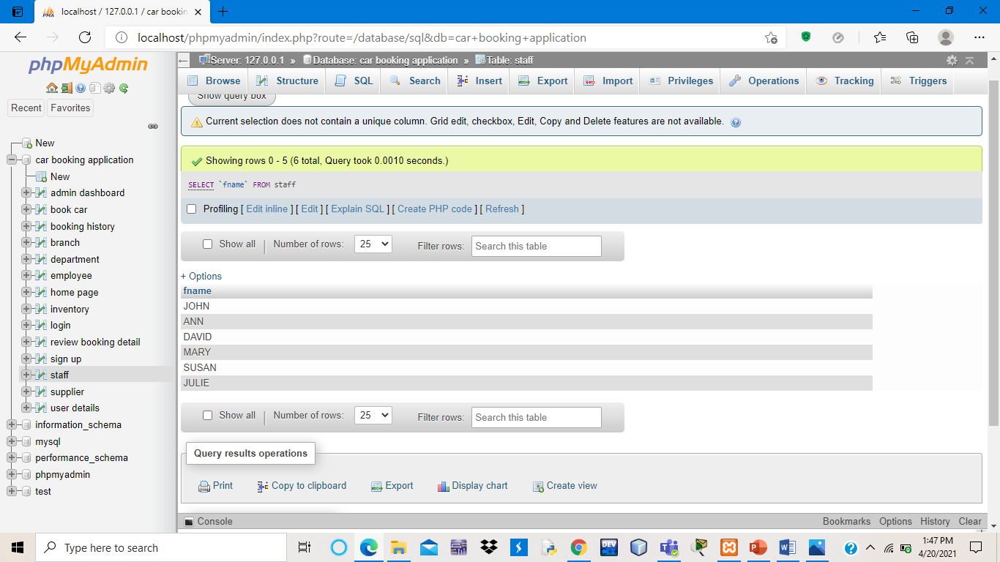 localhost / 127.0.0.1 / car bookin
localhost/phpmyadmin/index.php?route=/database/sql&db=car+booking+application
phpMyAdmin
Recent Favorites
New
car booking application
New
admin dashboard
book car
booking history
branch
department
employee
home page
inventory
login
review booking detail
sign up
staff
supplier
user details
information_schema
mysql
performance_schema
phpmyadmin
test
Server: 127.0.0.1 » Database: car booking application » Table: staff
Browse Structure SQL Search Insert Export Import Privileges Operations Tracking Triggers
Show query box
Current selection does not contain a unique column. Grid edit, checkbox, Edit, Copy and Delete features are not available.
Showing rows 0 - 5 (6 total, Query took 0.0010 seconds.)
SELECT `fname` FROM staff
Profiling [ Edit inline ] [ Edit ] [ Explain SQL ] [ Create PHP code ] [ Refresh ]
Show all Number of rows: 25 Filter rows: Search this table
+ Options
fname
JOHN
ANN
DAVID
MARY
SUSAN
JULIE
Show all Number of rows: 25 Filter rows: Search this table
Query results operations
Print Copy to clipboard Export Display chart Create view
Console Bookmarks Options History Clear
Type here to search
DEV
1:47 PM
4/20/2021